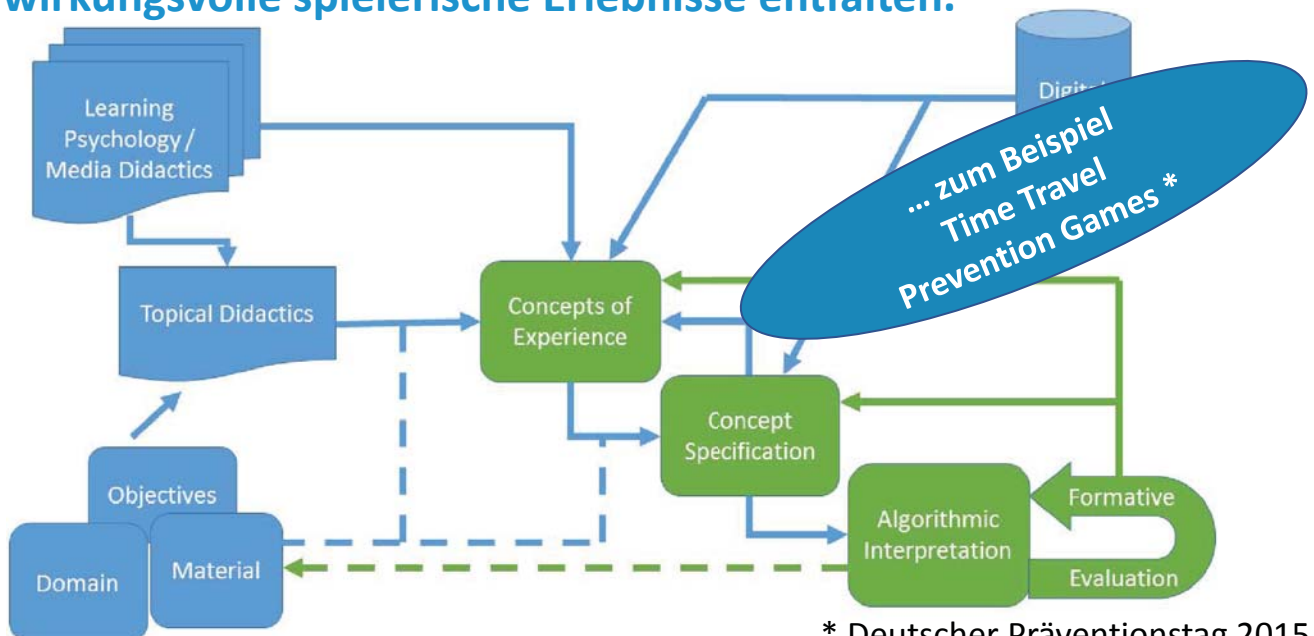 wirkungsvolle spielerische Erlebnisse entfalten.
Learning
Psychology /
Media Didactics
... zum Beispiel
Time Travel
Prevention Games *
Topical Didactics
Concepts of
Experience
Concept
Specification
Objectives
Domain
Material
Algorithmic
Interpretation
Formative
Evaluation
* Deutscher Präventionstag 2015